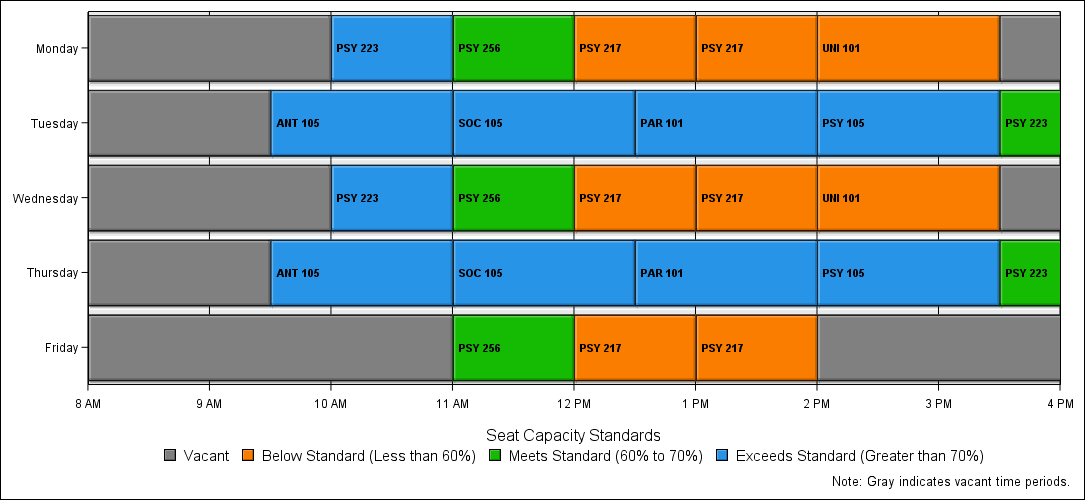 Monday PSY 223 PSY 256 PSY 217 PSY 217 UNI 101
Tuesday ANT 105 SOC 105 PAR 101 PSY 105 PSY 223
Wednesday PSY 223 PSY 256 PSY 217 PSY 217 UNI 101
Thursday ANT 105 SOC 105 PAR 101 PSY 105 PSY 223
Friday PSY 256 PSY 217 PSY 217
8 AM 9 AM 10 AM 11 AM 12 PM 1 PM 2 PM 3 PM 4 PM
Seat Capacity Standards
Vacant Below Standard (Less than 60%) Meets Standard (60% to 70%) Exceeds Standard (Greater than 70%)
Note: Gray indicates vacant time periods.